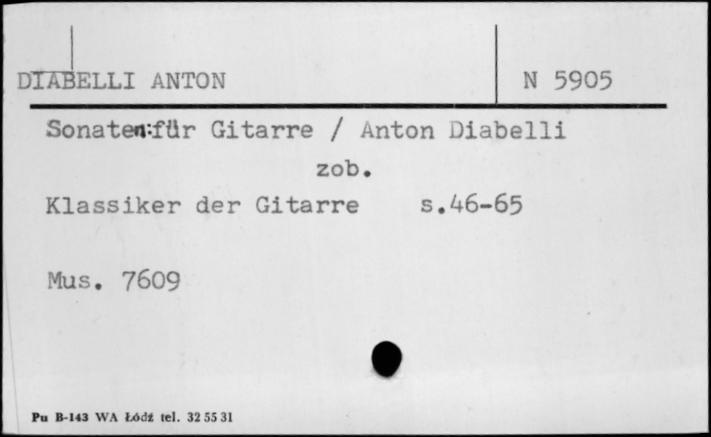 DIABELLI ANTON N 5905
Sonaten:für Gitarre / Anton Diabelli
zob.
Klassiker der Gitarre s.46-65
Mus. 7609
Pu B-143 WA Łódź tel. 32 55 31